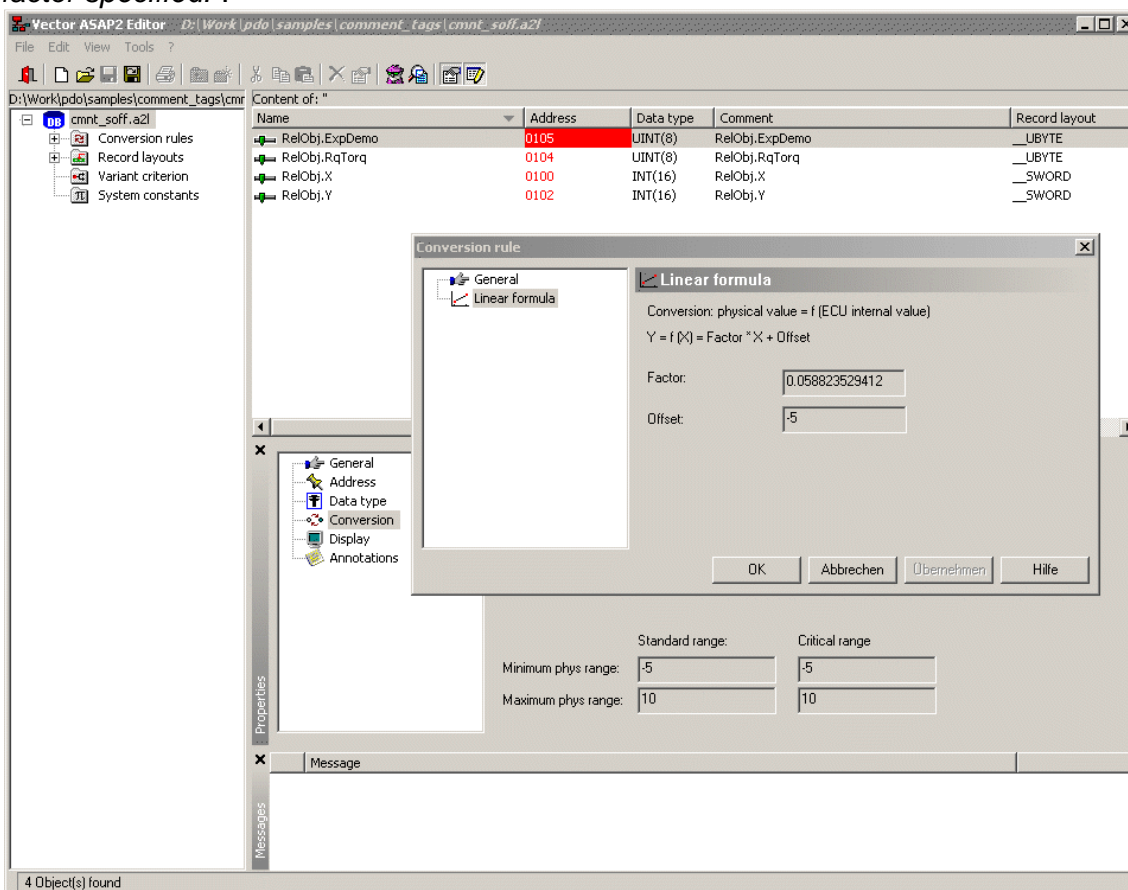 factor specified. .
Vector ASAP2 Editor D:\Work\pdo\samples\comment_tags\cmnt_soff.a2l
File Edit View Tools ?
D:\Work\pdo\samples\comment_tags\cmr
Content of: "
DB cmnt_soff.a2l
Conversion rules
Record layouts
Variant criterion
System constants
Name Address Data type Comment Record layout
RelObj.ExpDemo 0105 UINT(8) RelObj.ExpDemo __UBYTE
RelObj.RqTorq 0104 UINT(8) RelObj.RqTorq __UBYTE
RelObj.X 0100 INT(16) RelObj.X __SWORD
RelObj.Y 0102 INT(16) RelObj.Y __SWORD
Conversion rule
General
Linear formula
Linear formula
Conversion: physical value = f (ECU internal value)
Y = f (X) = Factor * X + Offset
Factor: 0.058823529412
Offset: -5
OK Abbrechen Übernehmen Hilfe
General
Address
Data type
Conversion
Display
Annotations
Standard range: Critical range
Minimum phys range: -5 -5
Maximum phys range: 10 10
Properties
Message
Messages
4 Object(s) found